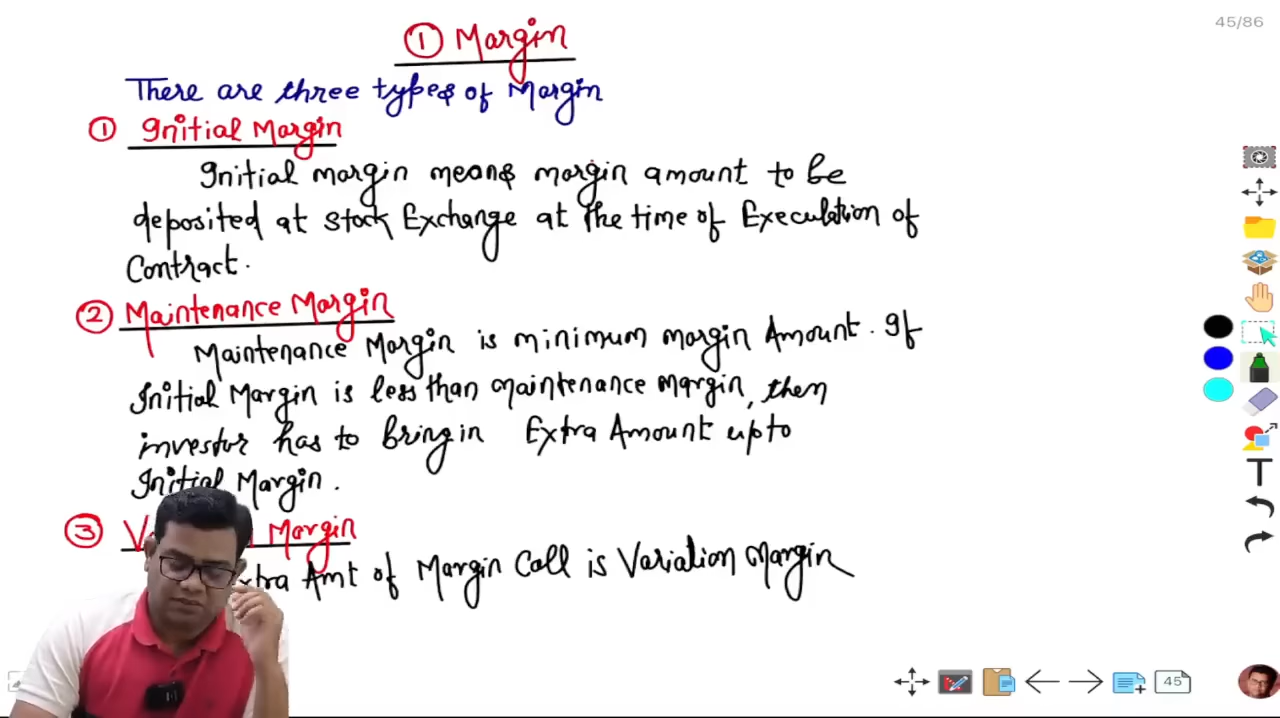 45/86
① Margin
There are three types of Margin
① Initial Margin
Initial margin means margin amount to be
deposited at Stock Exchange at the time of Execulation of
Contract.
② Maintenance Margin
Maintenance Margin is minimum margin Amount. If
Initial Margin is less than maintenance margin, then
investor has to bring in Extra Amount upto
Initial Margin.
③ Margin
Amt of Margin Call is Variation Margin
T
45